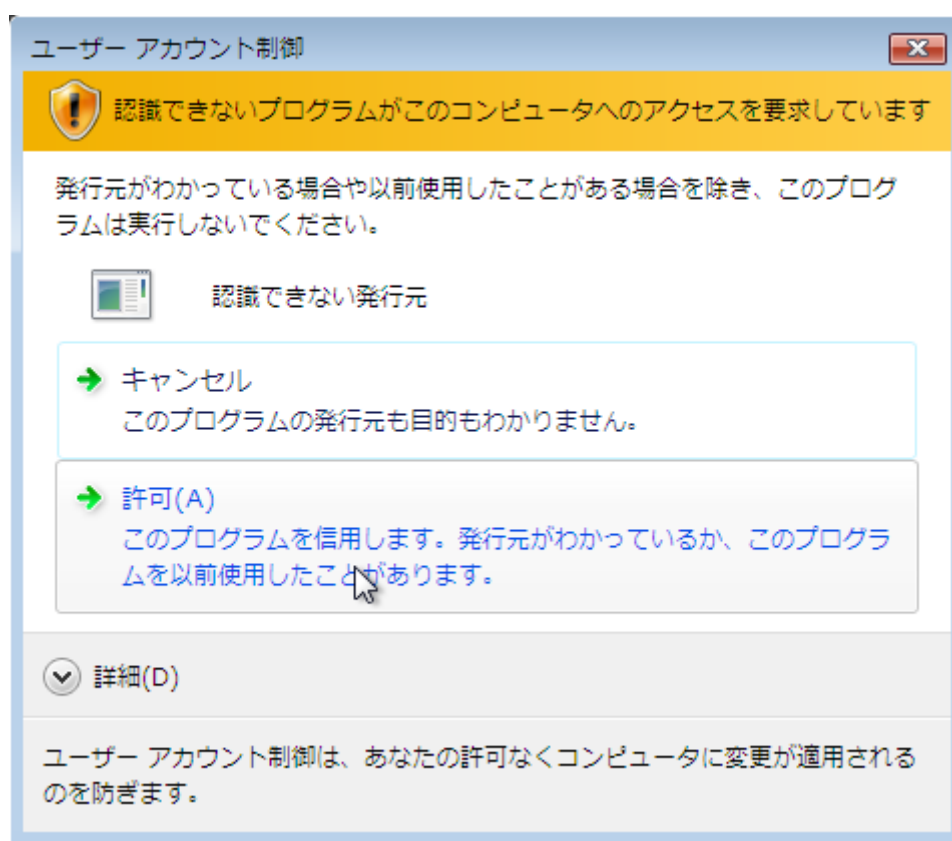 ユーザー アカウント制御
認識できないプログラムがこのコンピュータへのアクセスを要求しています
発行元がわかっている場合や以前使用したことがある場合を除き、このプログ
ラムは実行しないでください。
認識できない発行元
キャンセル
このプログラムの発行元も目的もわかりません。
許可(A)
このプログラムを信用します。発行元がわかっているか、このプログラ
ムを以前使用したことがあります。
詳細(D)
ユーザー アカウント制御は、あなたの許可なくコンピュータに変更が適用される
のを防ぎます。